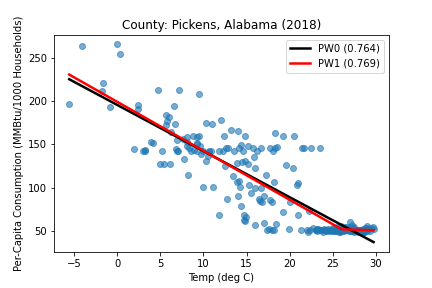 County: Pickens, Alabama (2018)
PW0 (0.764)
PW1 (0.769)
Per-Capita Consumption (MMBtu/1000 Households)
250
200
150
100
50
−5 0 5 10 15 20 25 30
Temp (deg C)